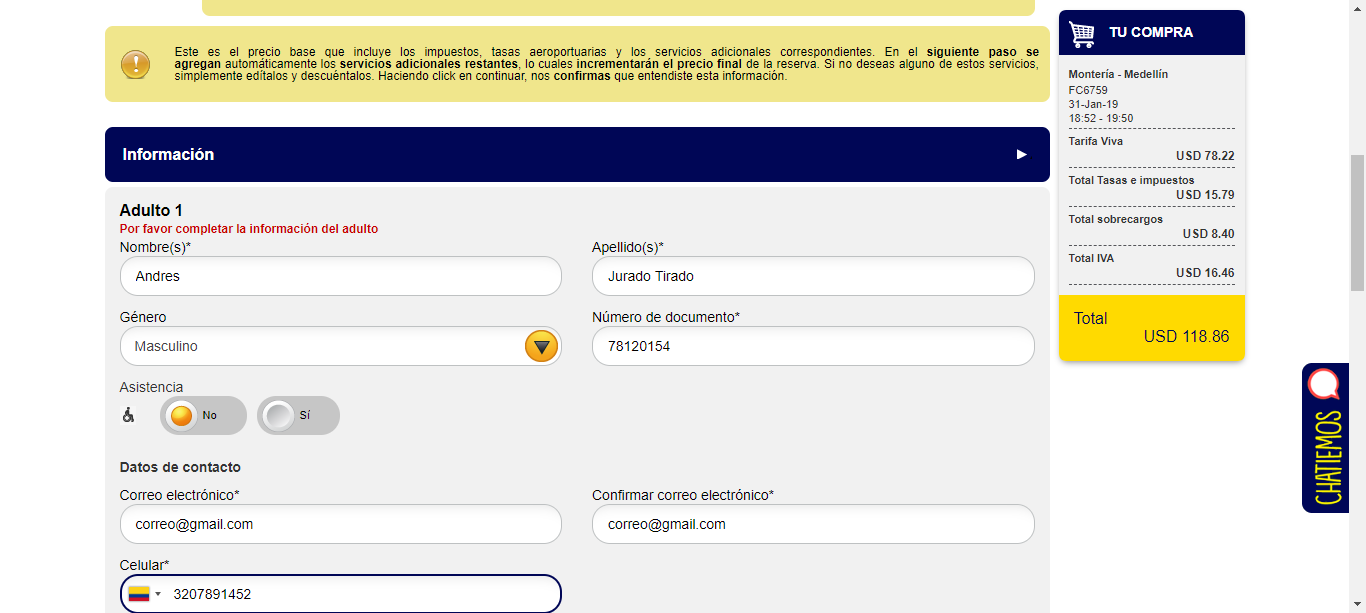 Este es el precio base que incluye los impuestos, tasas aeroportuarias y los servicios adicionales correspondientes. En el siguiente paso se
agregan automáticamente los servicios adicionales restantes, lo cuales incrementarán el precio final de la reserva. Si no deseas alguno de estos servicios,
simplemente edítalos y descuéntalos. Haciendo click en continuar, nos confirmas que entendiste esta información.
Información
Adulto 1
Por favor completar la información del adulto
Nombre(s)*
Apellido(s)*
Andres
Jurado Tirado
Género
Número de documento*
Masculino
78120154
Asistencia
No
Sí
Datos de contacto
Correo electrónico*
Confirmar correo electrónico*
correo@gmail.com
correo@gmail.com
Celular*
3207891452
TU COMPRA
Montería - Medellín
FC6759
31-Jan-19
18:52 - 19:50
Tarifa Viva
USD 78.22
Total Tasas e impuestos
USD 15.79
Total sobrecargos
USD 8.40
Total IVA
USD 16.46
Total
USD 118.86
CHATIEMOS